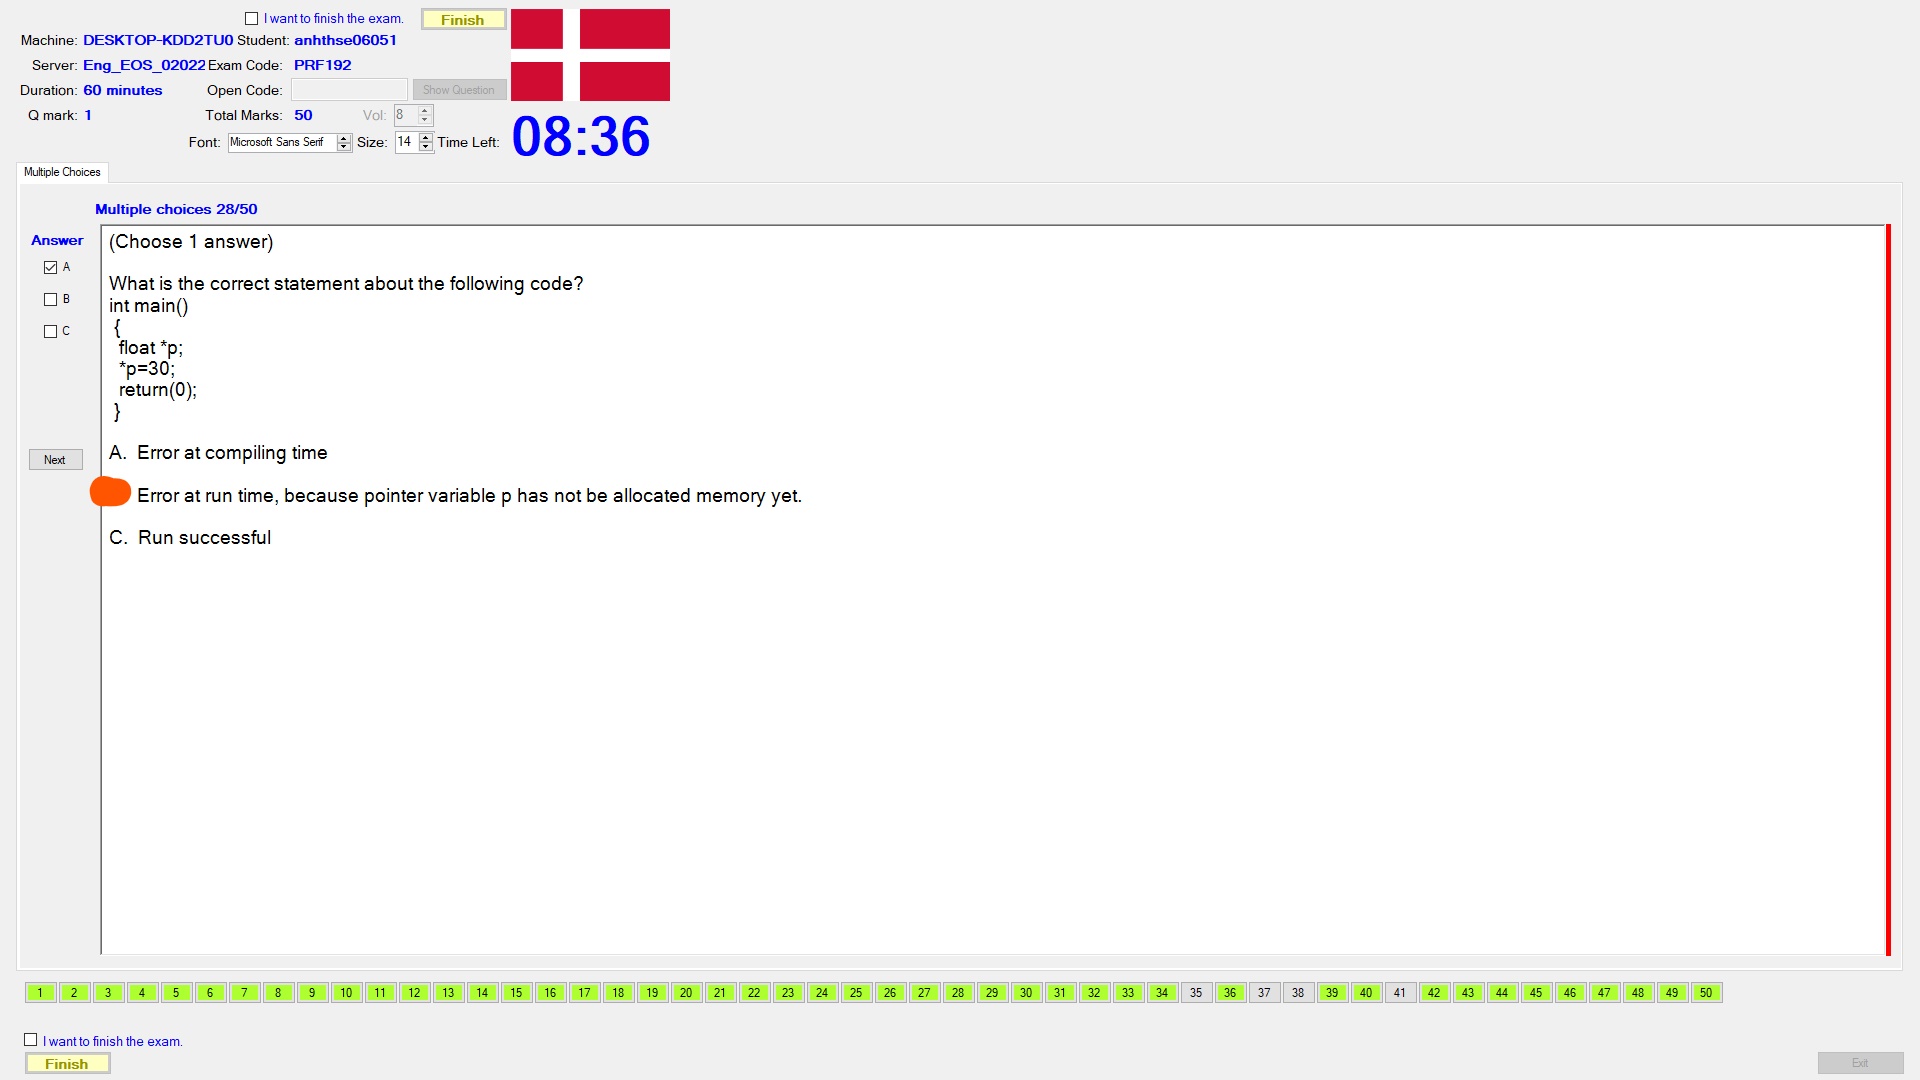 I want to finish the exam.
Finish
Machine: DESKTOP-KDD2TU0 Student: anhthse06051
Server: Eng_EOS_02022 Exam Code: PRF192
Duration: 60 minutes Open Code: Show Question
Q mark: 1 Total Marks: 50 Vol: 8
Font: Microsoft Sans Serif Size: 14 Time Left: 08:36
Multiple Choices
Multiple choices 28/50
Answer
A
B
C
Next
(Choose 1 answer)
What is the correct statement about the following code?
int main()
{
float *p;
*p=30;
return(0);
}
A. Error at compiling time
Error at run time, because pointer variable p has not be allocated memory yet.
C. Run successful
1 2 3 4 5 6 7 8 9 10 11 12 13 14 15 16 17 18 19 20 21 22 23 24 25 26 27 28 29 30 31 32 33 34 35 36 37 38 39 40 41 42 43 44 45 46 47 48 49 50
I want to finish the exam.
Finish
Exit